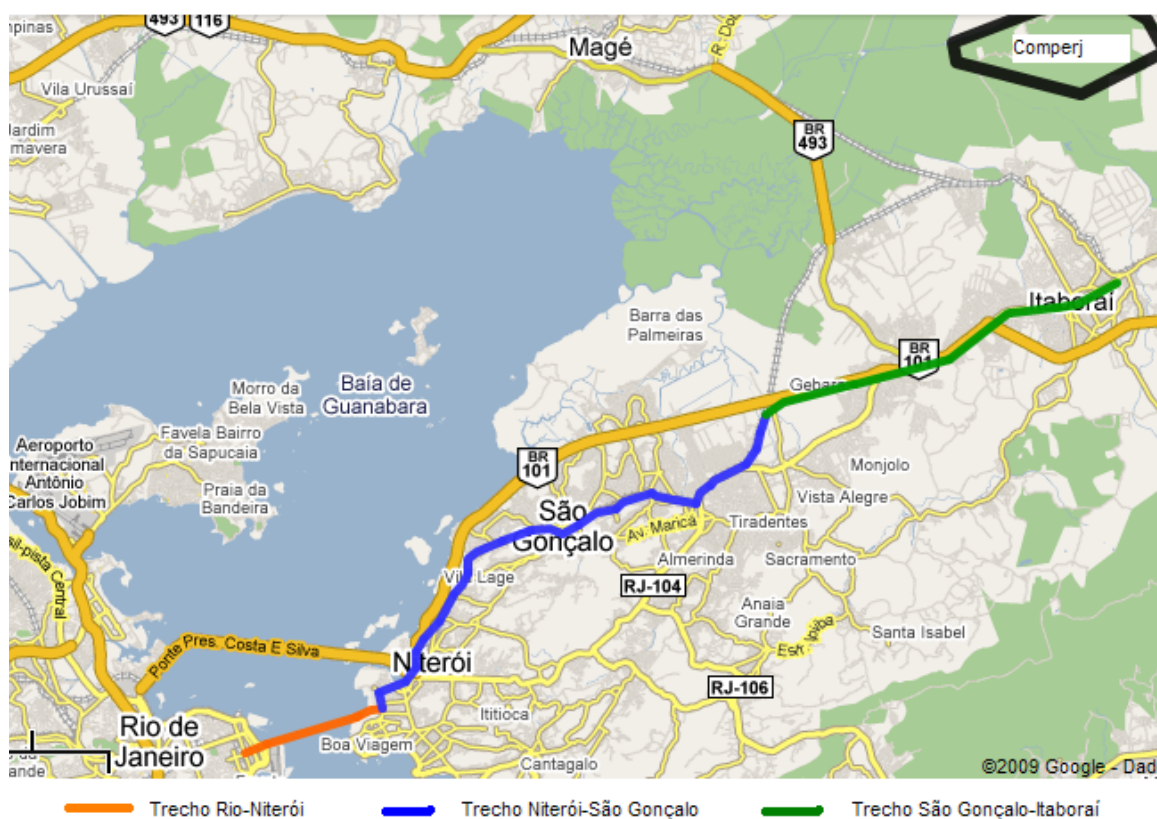 493
116
Magé
R. Dou
Comperj
Vila Urussaí
Jardim
BR
493
Barra das
Palmeiras
Itaboraí
Morro da
Bela Vista
Baía de
Guanabara
BR
101
Favela Bairro
da Sapucaia
Aeroporto
Internacional
Antônio
Carlos Jobim
Praia da
Bandeira
BR
101
Monjolo
São
Gonçalo
Vista Alegre
Av. Maricá
Tiradentes
Vila Lage
Almerinda
Sacramento
RJ-104
Anaia
Grande
Santa Isabel
Ponte Pres. Costa E Silva
Niterói
RJ-106
Rio de
Janeiro
Boa Viagem
Ititioca
Cantagalo
©2009 Google - Dad
Trecho Rio-Niterói
Trecho Niterói-São Gonçalo
Trecho São Gonçalo-Itaboraí